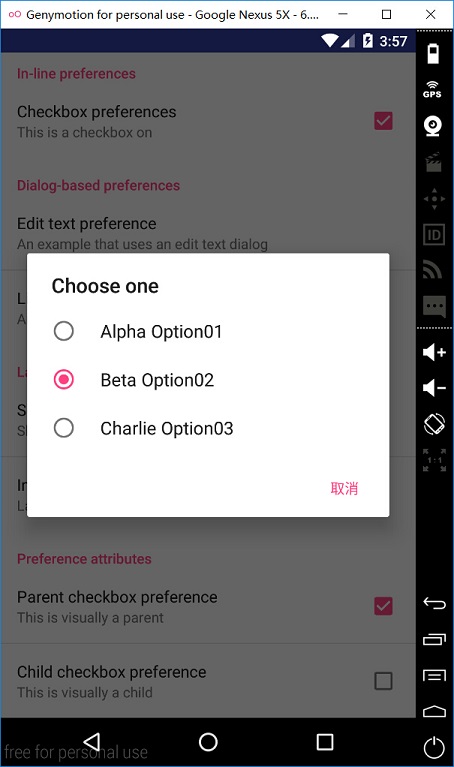 Genymotion for personal use - Google Nexus 5X - 6....
3:57
In-line preferences
Checkbox preferences
This is a checkbox on
GPS
Dialog-based preferences
Edit text preference
An example that uses an edit text dialog
ID
Choose one
Alpha Option01
Beta Option02
Charlie Option03
取消
1:1
Preference attributes
Parent checkbox preference
This is visually a parent
Child checkbox preference
This is visually a child
free for personal use